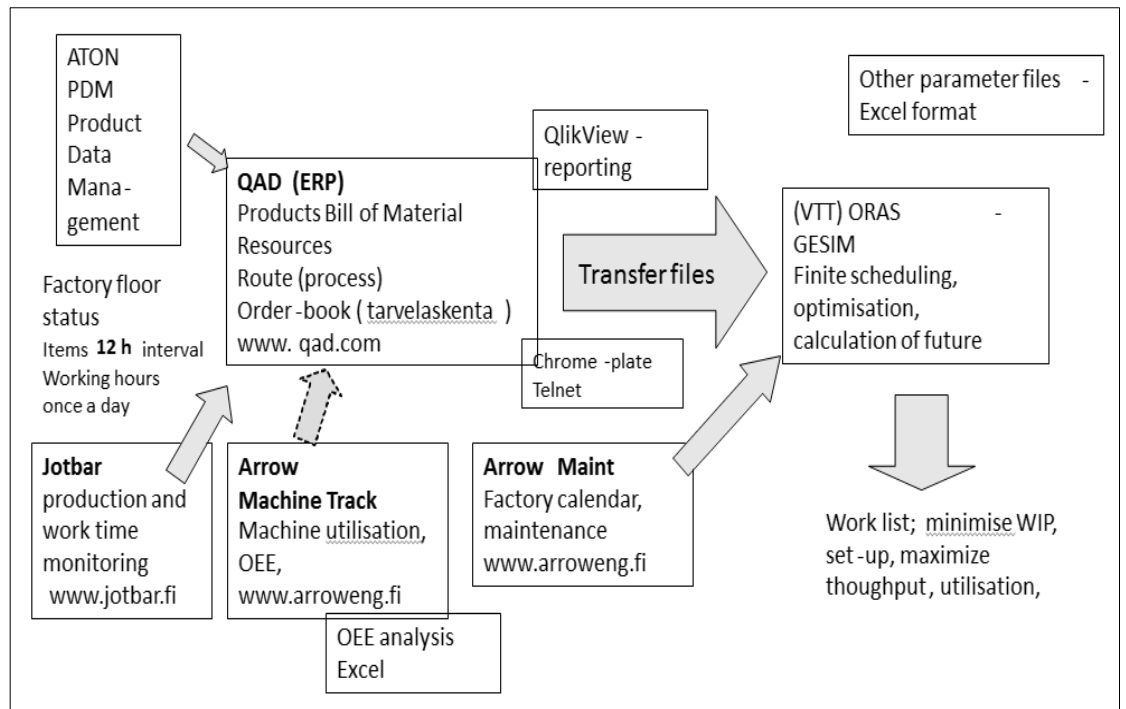 ATON
PDM
Product
Data
Mana-
gement
QAD (ERP)
Products Bill of Material
Resources
Route (process)
Order-book ( tarvelaskenta )
www. qad.com
QlikView -
reporting
Other parameter files -
Excel format
Transfer files
(VTT) ORAS -
GESIM
Finite scheduling,
optimisation,
calculation of future
Factory floor
status
Items 12 h interval
Working hours
once a day
Chrome -plate
Telnet
Jotbar
production and
work time
monitoring
www.jotbar.fi
Arrow
Machine Track
Machine utilisation,
OEE,
www.arroweng.fi
OEE analysis
Excel
Arrow Maint
Factory calendar,
maintenance
www.arroweng.fi
Work list; minimise WIP,
set -up, maximize
thoughput , utilisation,